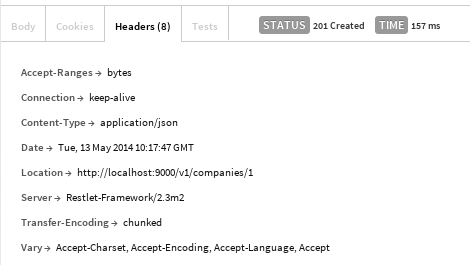 Body Cookies Headers (8) Tests STATUS 201 Created TIME 157 ms
Accept-Ranges → bytes
Connection → keep-alive
Content-Type → application/json
Date → Tue, 13 May 2014 10:17:47 GMT
Location → http://localhost:9000/v1/companies/1
Server → Restlet-Framework/2.3m2
Transfer-Encoding → chunked
Vary → Accept-Charset, Accept-Encoding, Accept-Language, Accept